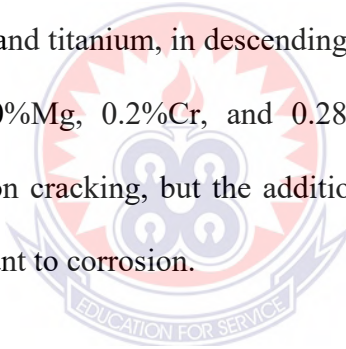 and titanium, in descending
%Mg, 0.2%Cr, and 0.28
on cracking, but the additio
nt to corrosion.
EDUCATION FOR SERVICE